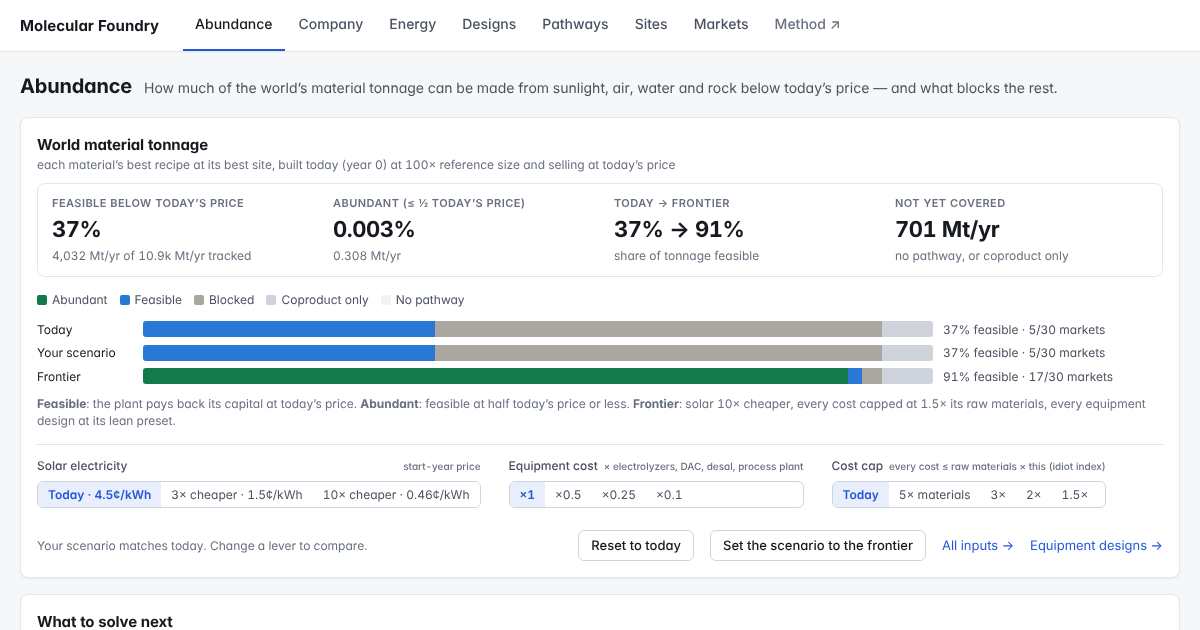 Molecular Foundry
Abundance
Company
Energy
Designs
Pathways
Sites
Markets
Method ↗
Abundance How much of the world’s material tonnage can be made from sunlight, air, water and rock below today’s price — and what blocks the rest.
World material tonnage
each material’s best recipe at its best site, built today (year 0) at 100× reference size and selling at today’s price
FEASIBLE BELOW TODAY’S PRICE
37%
4,032 Mt/yr of 10.9k Mt/yr tracked
ABUNDANT (≤ ½ TODAY’S PRICE)
0.003%
0.308 Mt/yr
TODAY → FRONTIER
37% → 91%
share of tonnage feasible
NOT YET COVERED
701 Mt/yr
no pathway, or coproduct only
Abundant Feasible Blocked Coproduct only No pathway
Today 37% feasible · 5/30 markets
Your scenario 37% feasible · 5/30 markets
Frontier 91% feasible · 17/30 markets
Feasible: the plant pays back its capital at today’s price. Abundant: feasible at half today’s price or less. Frontier: solar 10× cheaper, every cost capped at 1.5× its raw materials, every equipment
design at its lean preset.
Solar electricity start-year price
Today · 4.5¢/kWh 3× cheaper · 1.5¢/kWh 10× cheaper · 0.46¢/kWh
Equipment cost × electrolyzers, DAC, desal, process plant
×1 ×0.5 ×0.25 ×0.1
Cost cap every cost ≤ raw materials × this (idiot index)
Today 5× materials 3× 2× 1.5×
Your scenario matches today. Change a lever to compare.
Reset to today
Set the scenario to the frontier
All inputs →
Equipment designs →
What to solve next